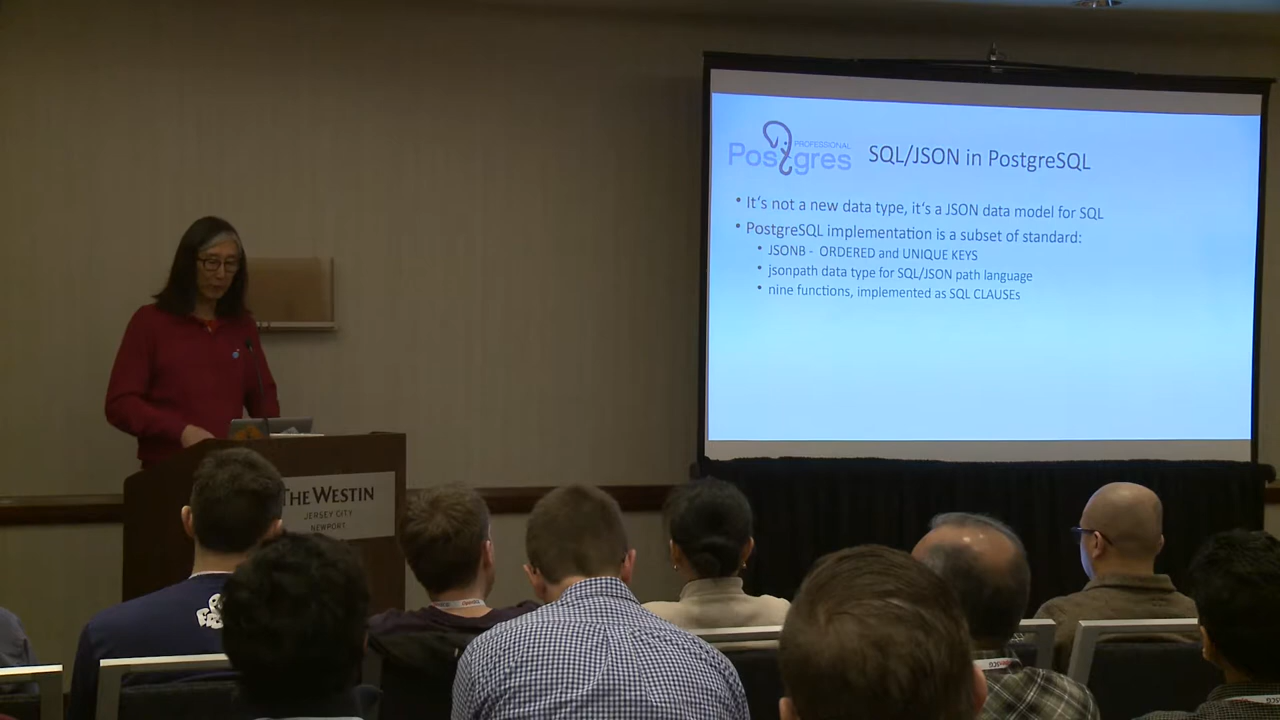 PROFESSIONAL
Postgres
SQL/JSON in PostgreSQL
• It's not a new data type, it's a JSON data model for SQL
• PostgreSQL implementation is a subset of standard:
• JSONB - ORDERED and UNIQUE KEYS
• jsonpath data type for SQL/JSON path language
• nine functions, implemented as SQL CLAUSEs
THE WESTIN
JERSEY CITY
NEWPORT